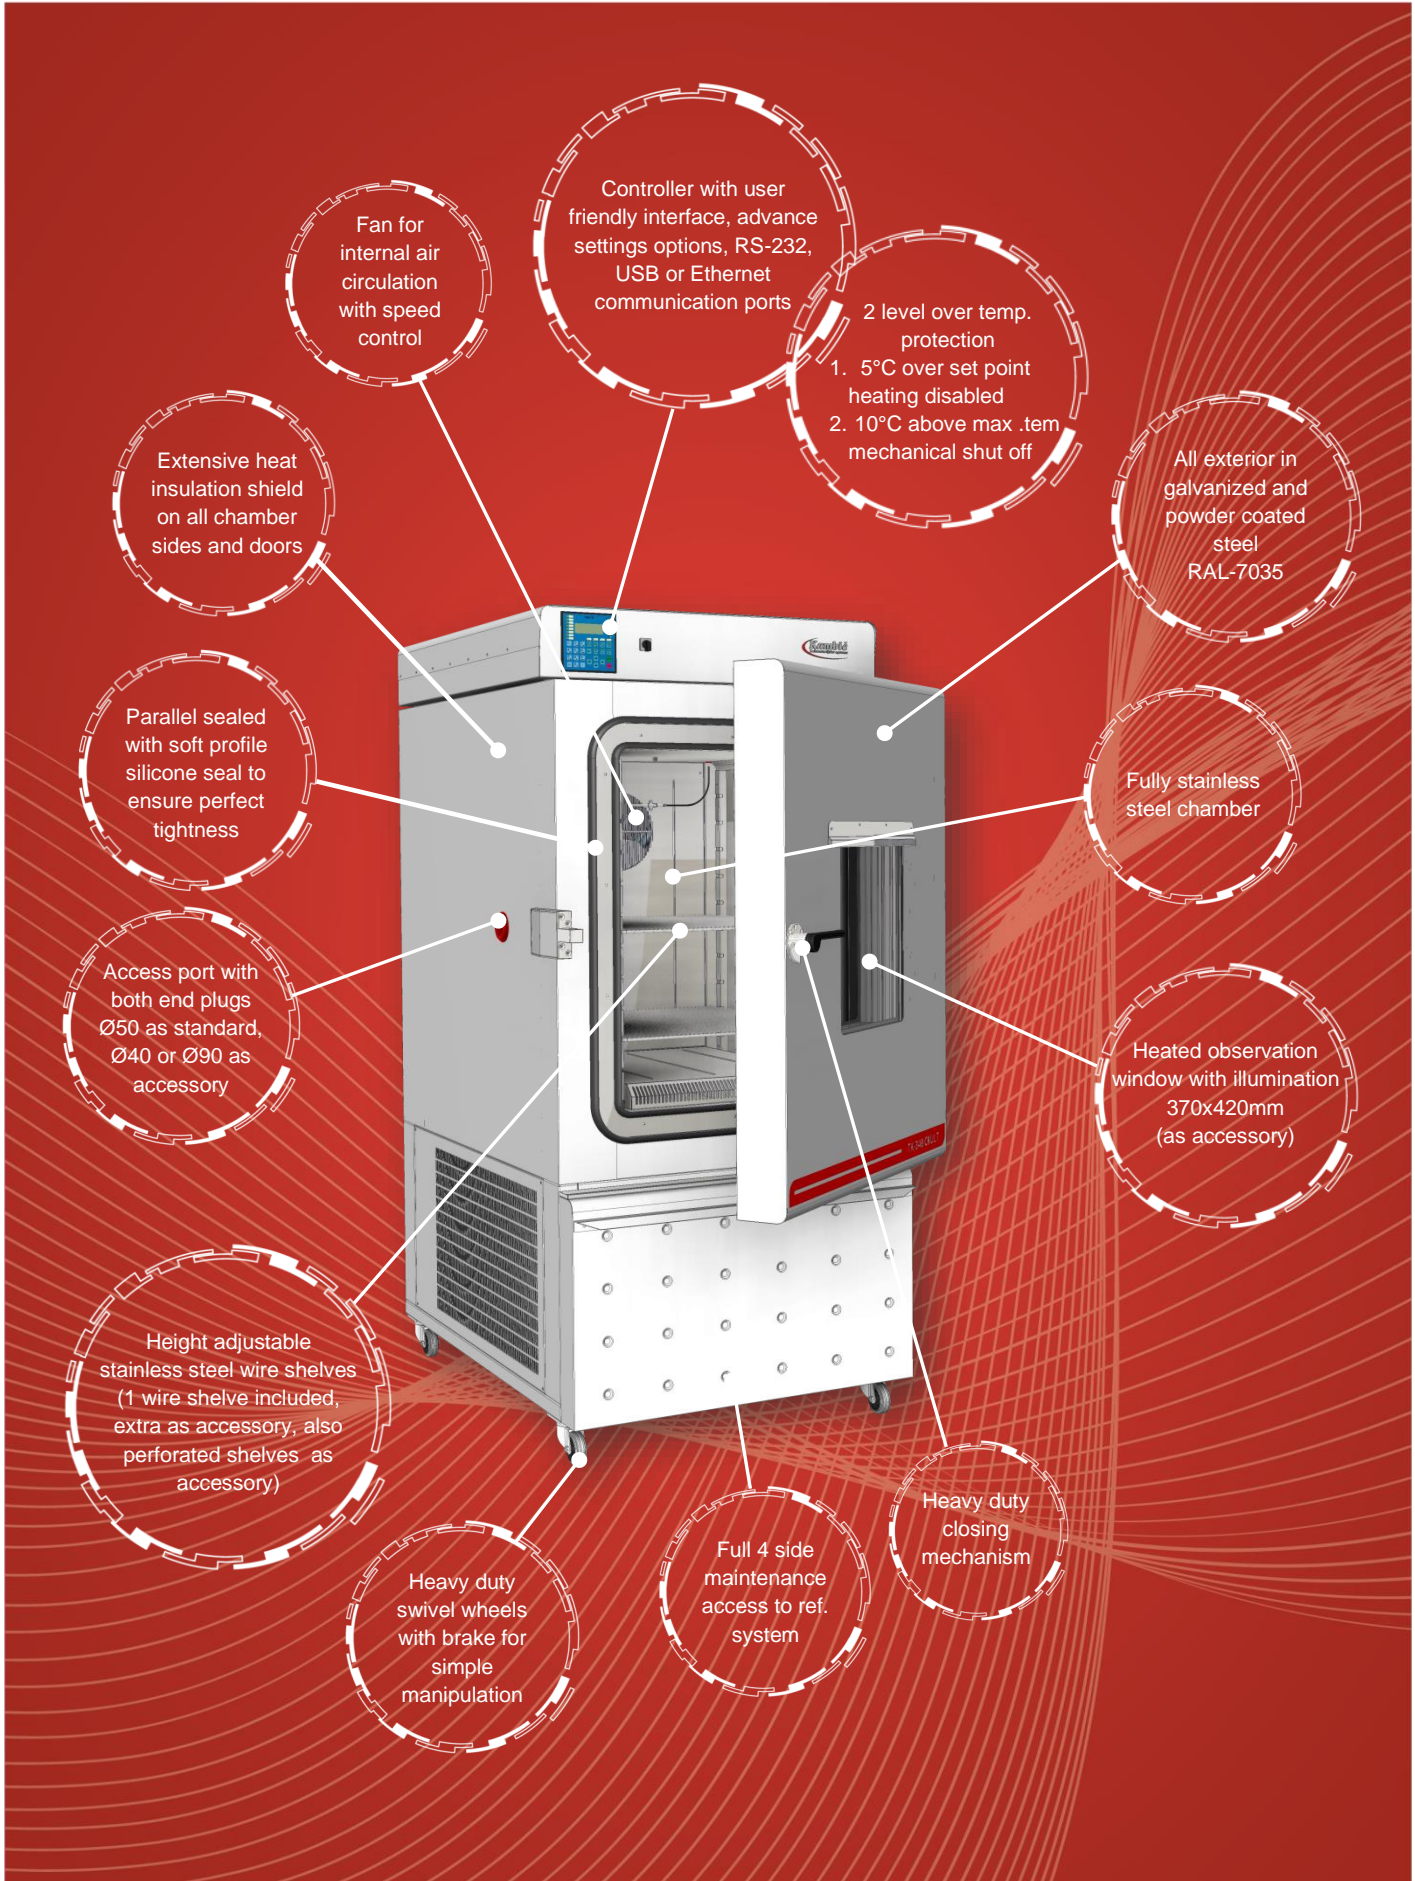 Controller with user
friendly interface, advance
settings options, RS-232,
USB or Ethernet
communication ports
Fan for
internal air
circulation
with speed
control
2 level over temp.
protection
1. 5°C over set point
heating disabled
2. 10°C above max .tem
mechanical shut off
Extensive heat
insulation shield
on all chamber
sides and doors
All exterior in
galvanized and
powder coated
steel
RAL-7035
Kambič
Parallel sealed
with soft profile
silicone seal to
ensure perfect
tightness
Fully stainless
steel chamber
Access port with
both end plugs
Ø50 as standard,
Ø40 or Ø90 as
accessory
Heated observation
window with illumination
370x420mm
(as accessory)
Height adjustable
stainless steel wire shelves
(1 wire shelve included,
extra as accessory, also
perforated shelves as
accessory)
Heavy duty
closing
mechanism
Full 4 side
maintenance
access to ref.
system
Heavy duty
swivel wheels
with brake for
simple
manipulation